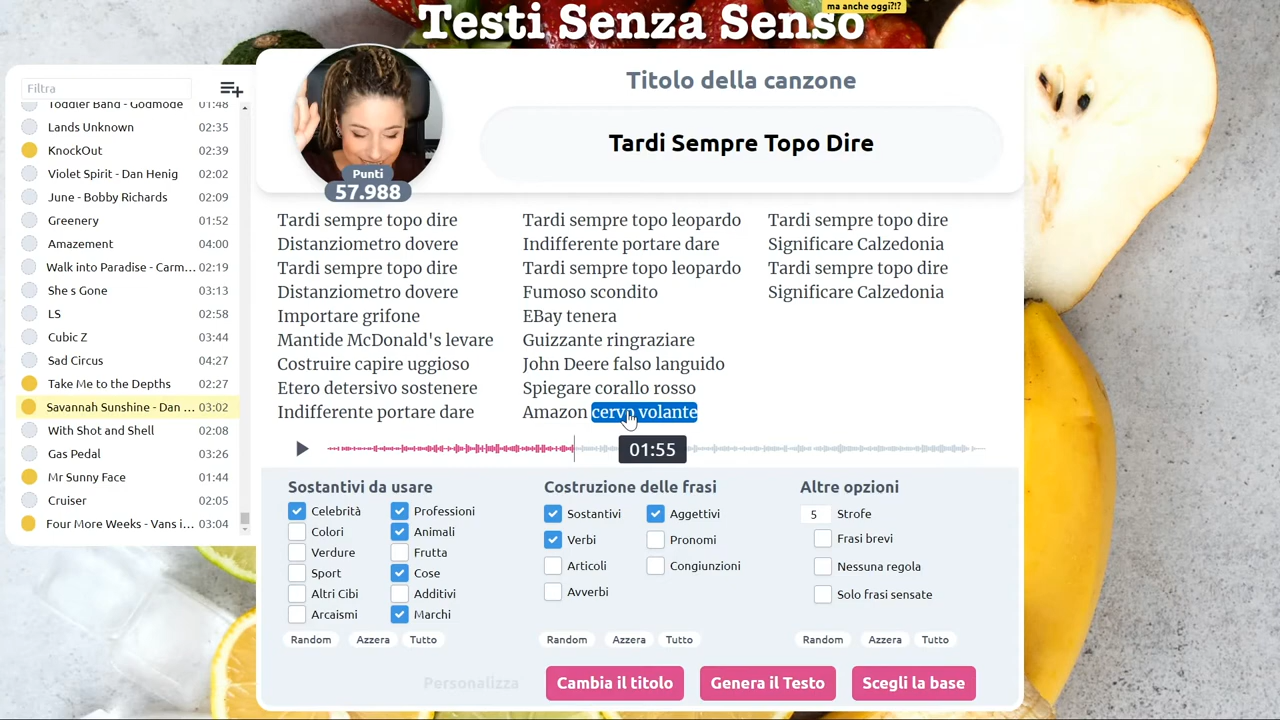 ma anche oggi?!?
Testi Senza Senso
Filtra
Toddler Band - Godmode 01:48
Lands Unknown 02:35
KnockOut 02:39
Violet Spirit - Dan Henig 02:02
June - Bobby Richards 02:09
Greenery 01:52
Amazement 04:00
Walk into Paradise - Carm... 02:19
She s Gone 03:13
LS 02:58
Cubic Z 03:44
Sad Circus 04:27
Take Me to the Depths 02:27
Savannah Sunshine - Dan ... 03:02
With Shot and Shell 02:08
Gas Pedal 03:26
Mr Sunny Face 01:44
Cruiser 02:05
Four More Weeks - Vans i... 03:04
Punti
57.988
Titolo della canzone
Tardi Sempre Topo Dire
Tardi sempre topo dire
Distanziometro dovere
Tardi sempre topo dire
Distanziometro dovere
Importare grifone
Mantide McDonald's levare
Costruire capire uggioso
Etero detersivo sostenere
Indifferente portare dare
Tardi sempre topo leopardo
Indifferente portare dare
Tardi sempre topo leopardo
Fumoso scondito
EBay tenera
Guizzante ringraziare
John Deere falso languido
Spiegare corallo rosso
Amazon cervo volante
Tardi sempre topo dire
Significare Calzedonia
Tardi sempre topo dire
Significare Calzedonia
01:55
Sostantivi da usare
Celebrità Professioni
Colori Animali
Verdure Frutta
Sport Cose
Altri Cibi Additivi
Arcaismi Marchi
Random Azzera Tutto
Costruzione delle frasi
Sostantivi Aggettivi
Verbi Pronomi
Articoli Congiunzioni
Avverbi
Random Azzera Tutto
Altre opzioni
5 Strofe
Frasi brevi
Nessuna regola
Solo frasi sensate
Random Azzera Tutto
Personalizza
Cambia il titolo
Genera il Testo
Scegli la base